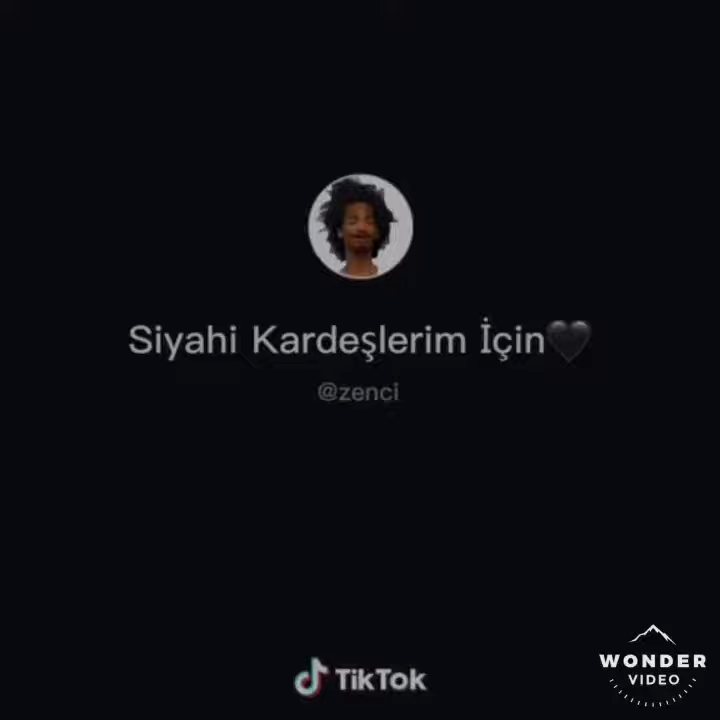 Siyahi Kardeşlerim İçin🖤
@zenci
TikTok
WONDER
VIDEO